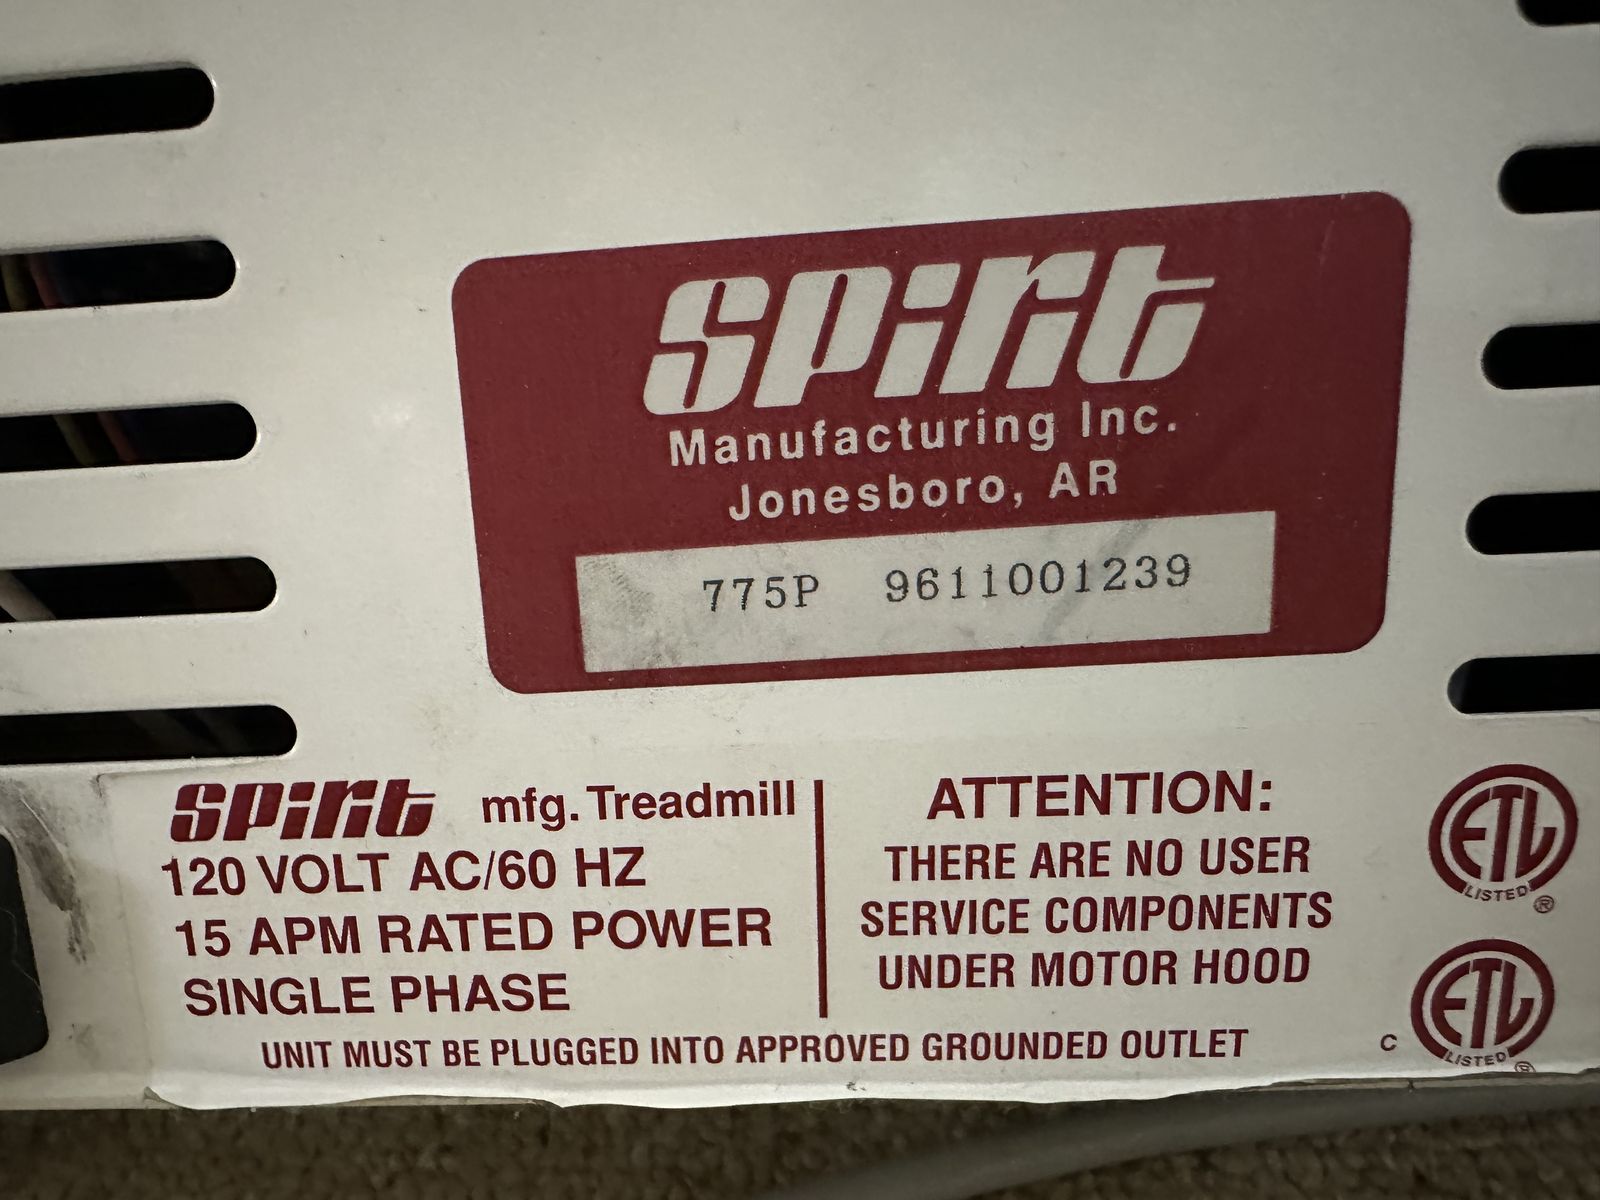 Spirit
Manufacturing Inc.
Jonesboro, AR
775P 9611001239
Spirit mfg. Treadmill
120 VOLT AC/60 HZ
15 APM RATED POWER
SINGLE PHASE
ATTENTION:
THERE ARE NO USER
SERVICE COMPONENTS
UNDER MOTOR HOOD
UNIT MUST BE PLUGGED INTO APPROVED GROUNDED OUTLET
ETL
LISTED ®
C ETL
LISTED ®